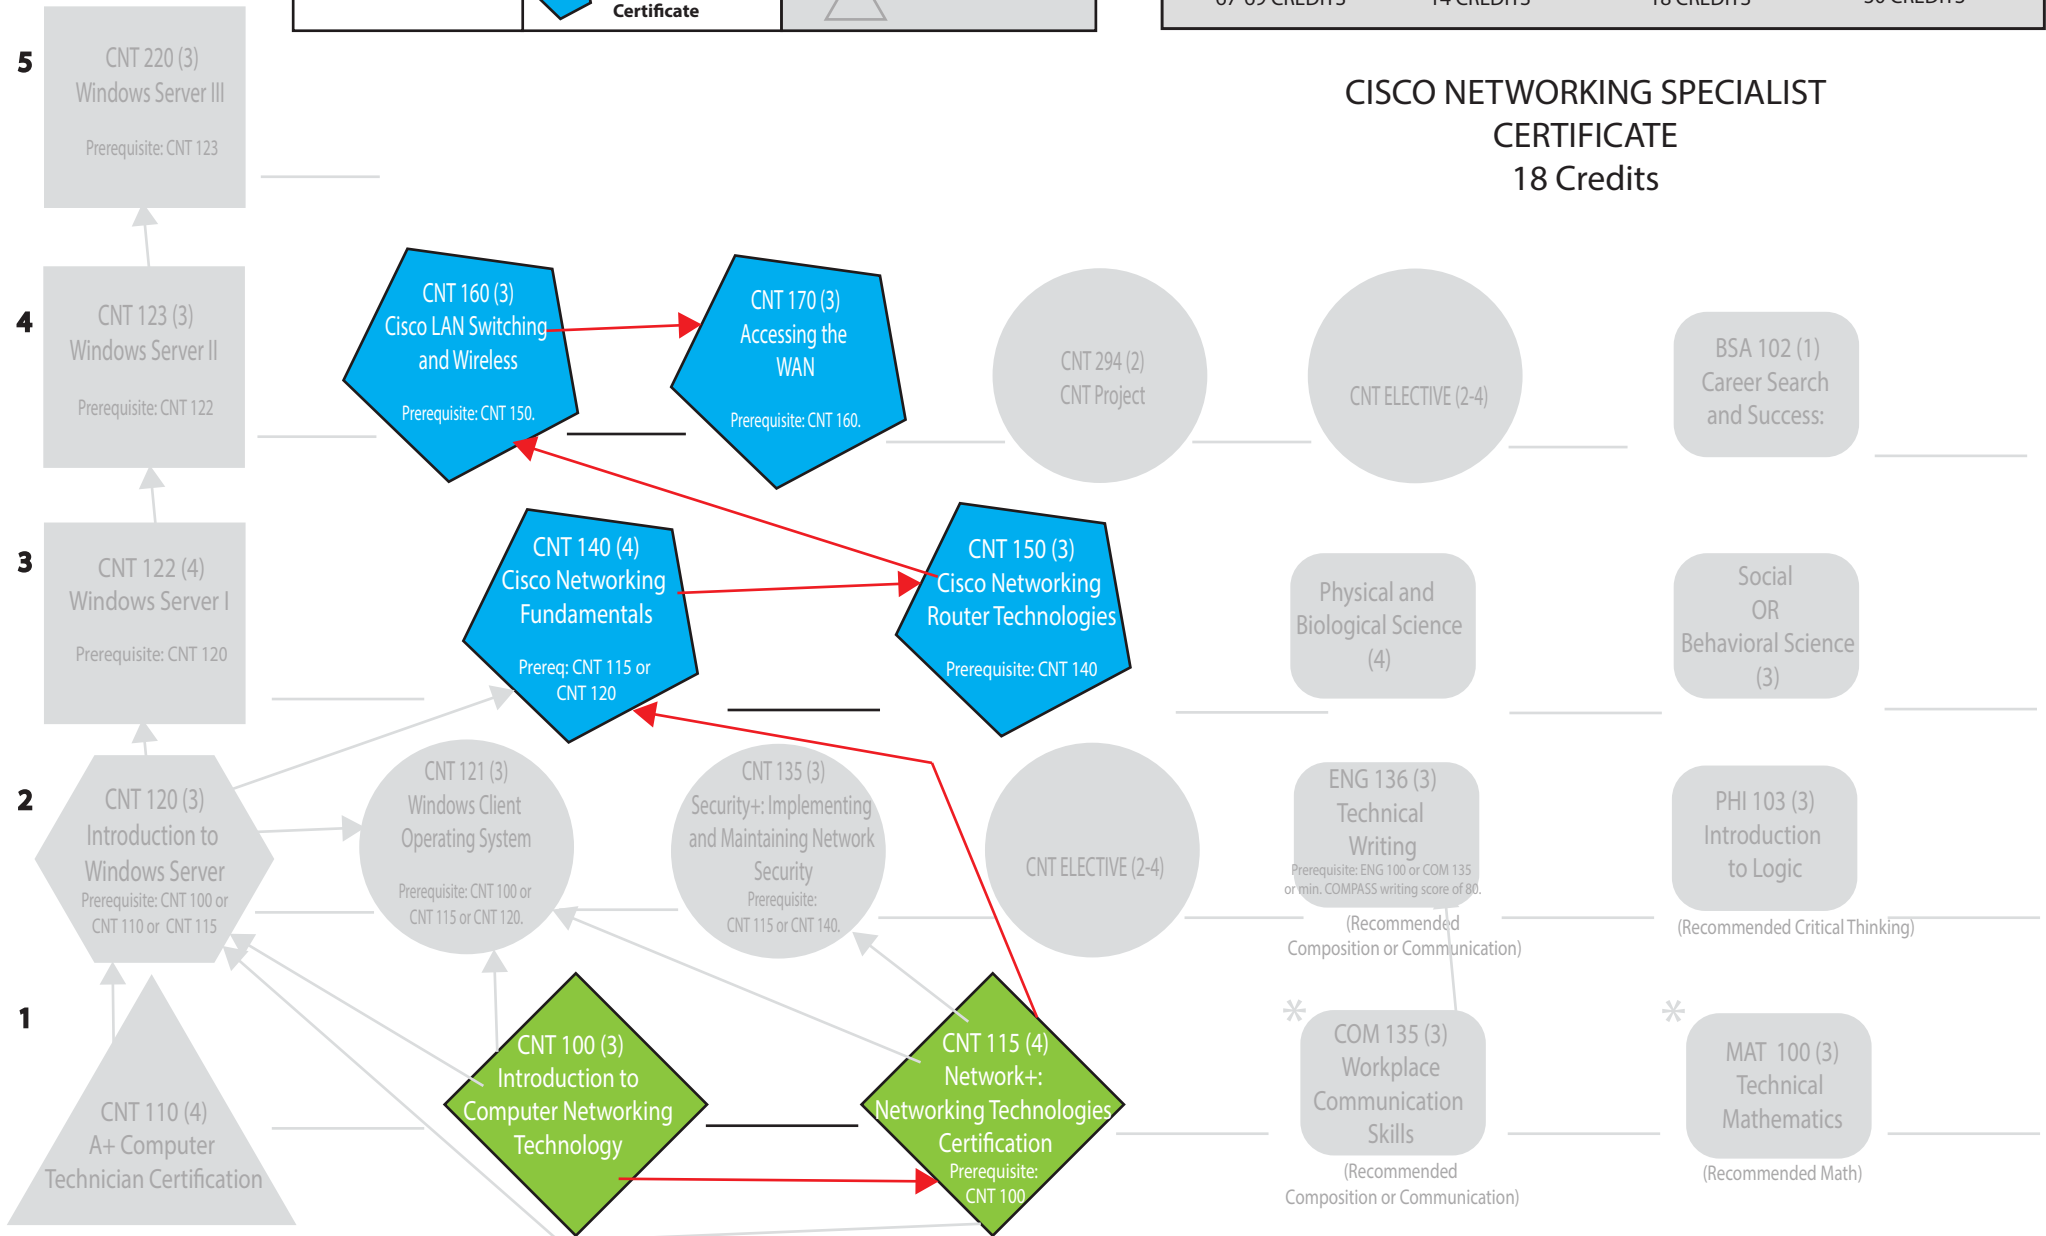 Certificate
67-69 CREDITS
14 CREDITS
18 CREDITS
30 CREDITS
CISCO NETWORKING SPECIALIST
CERTIFICATE
18 Credits
5
CNT 220 (3)
Windows Server III
Prerequisite: CNT 123
4
CNT 123 (3)
Windows Server II
Prerequisite: CNT 122
CNT 160 (3)
Cisco LAN Switching
and Wireless
Prerequisite: CNT 150.
CNT 170 (3)
Accessing the
WAN
Prerequisite: CNT 160.
CNT 294 (2)
CNT Project
CNT ELECTIVE (2-4)
BSA 102 (1)
Career Search
and Success:
3
CNT 122 (4)
Windows Server I
Prerequisite: CNT 120
CNT 140 (4)
Cisco Networking
Fundamentals
Prereq: CNT 115 or
CNT 120
CNT 150 (3)
Cisco Networking
Router Technologies
Prerequisite: CNT 140
Physical and
Biological Science
(4)
Social
OR
Behavioral Science
(3)
2
CNT 120 (3)
Introduction to
Windows Server
Prerequisite: CNT 100 or
CNT 110 or CNT 115
CNT 121 (3)
Windows Client
Operating System
Prerequisite: CNT 100 or
CNT 115 or CNT 120.
CNT 135 (3)
Security+: Implementing
and Maintaining Network
Security
Prerequisite:
CNT 115 or CNT 140.
CNT ELECTIVE (2-4)
ENG 136 (3)
Technical
Writing
Prerequisite: ENG 100 or COM 135
or min. COMPASS writing score of 80.
(Recommended
Composition or Communication)
PHI 103 (3)
Introduction
to Logic
(Recommended Critical Thinking)
1
CNT 110 (4)
A+ Computer
Technician Certification
CNT 100 (3)
Introduction to
Computer Networking
Technology
CNT 115 (4)
Network+:
Networking Technologies
Certification
Prerequisite:
CNT 100
*
COM 135 (3)
Workplace
Communication
Skills
(Recommended
Composition or Communication)
*
MAT 100 (3)
Technical
Mathematics
(Recommended Math)